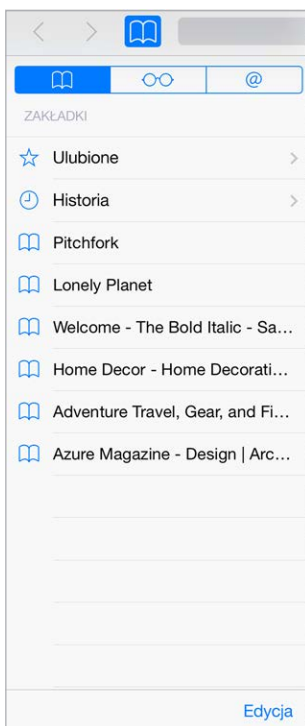 @
ZAKŁADKI
Ulubione
Historia
Pitchfork
Lonely Planet
Welcome - The Bold Italic - Sa...
Home Decor - Home Decorati...
Adventure Travel, Gear, and Fi...
Azure Magazine - Design | Arc...
Edycja